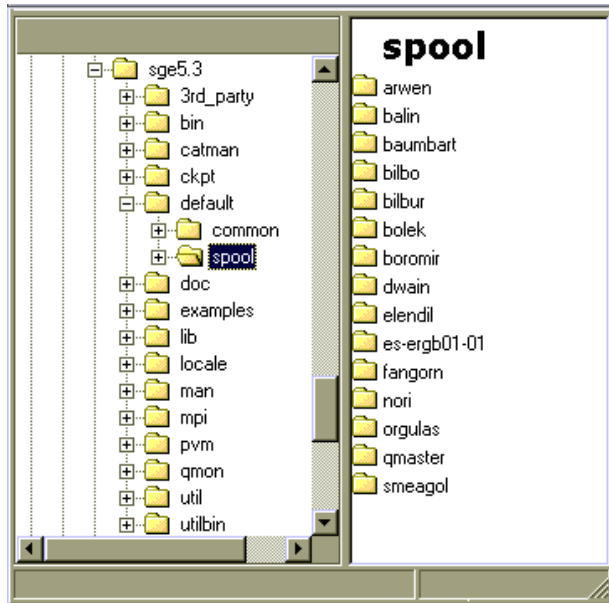 sge5.3
3rd_party
bin
catman
ckpt
default
common
spool
doc
examples
lib
locale
man
mpi
pvm
qmon
util
utilbin
spool
arwen
balin
baumbart
bilbo
bilbur
bolek
boromir
dwain
elendil
es-ergb01-01
fangorn
nori
orgulas
qmaster
smeagol